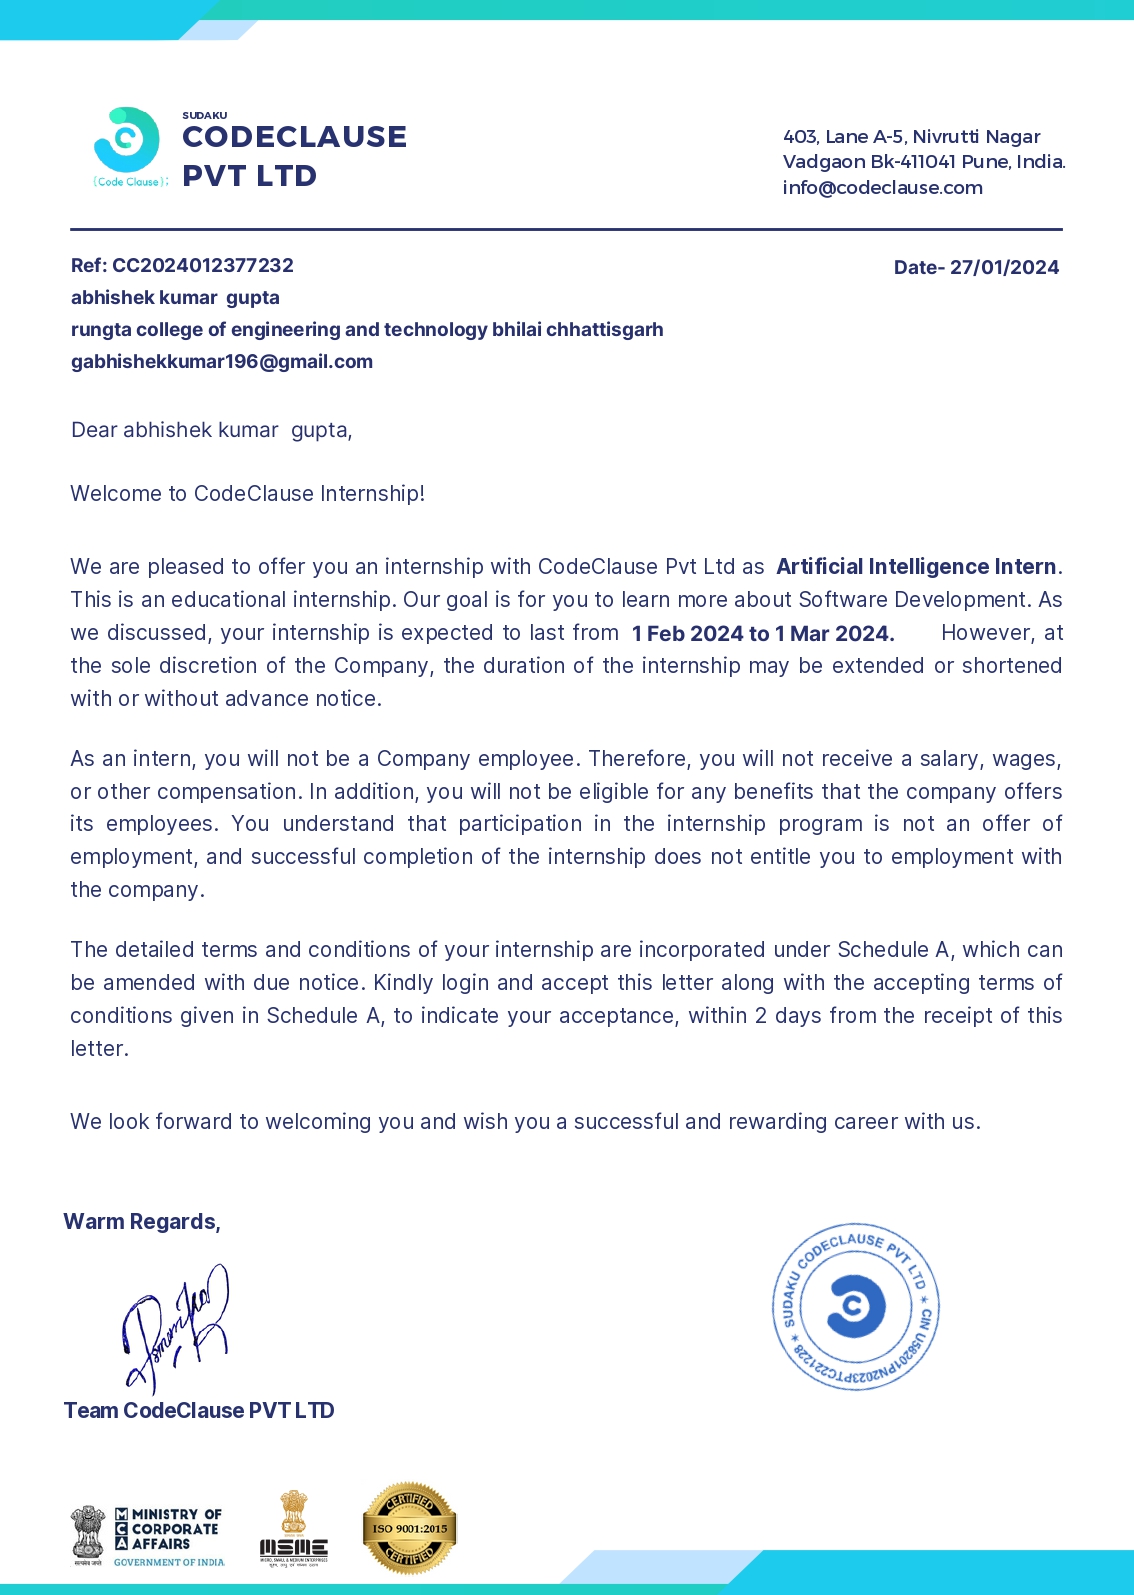 SUDAKU
CODECLAUSE
PVT LTD
{Code Clause};
403, Lane A-5, Nivrutti Nagar
Vadgaon Bk-411041 Pune, India.
info@codeclause.com
Ref: CC2024012377232
Date- 27/01/2024
abhishek kumar gupta
rungta college of engineering and technology bhilai chhattisgarh
gabhishekkumar196@gmail.com
Dear abhishek kumar gupta,
Welcome to CodeClause Internship!
We are pleased to offer you an internship with CodeClause Pvt Ltd as Artificial Intelligence Intern.
This is an educational internship. Our goal is for you to learn more about Software Development. As
we discussed, your internship is expected to last from 1 Feb 2024 to 1 Mar 2024. However, at
the sole discretion of the Company, the duration of the internship may be extended or shortened
with or without advance notice.
As an intern, you will not be a Company employee. Therefore, you will not receive a salary, wages,
or other compensation. In addition, you will not be eligible for any benefits that the company offers
its employees. You understand that participation in the internship program is not an offer of
employment, and successful completion of the internship does not entitle you to employment with
the company.
The detailed terms and conditions of your internship are incorporated under Schedule A, which can
be amended with due notice. Kindly login and accept this letter along with the accepting terms of
conditions given in Schedule A, to indicate your acceptance, within 2 days from the receipt of this
letter.
We look forward to welcoming you and wish you a successful and rewarding career with us.
Warm Regards,
Team CodeClause PVT LTD
SUDAKU CODECLAUSE PVT LTD ★ CIN U58201PN2023PTC221228 ★
सत्यमेव जयते
MCA
MINISTRY OF
CORPORATE
AFFAIRS
GOVERNMENT OF INDIA
MSME
MICRO, SMALL & MEDIUM ENTERPRISES
सूक्ष्म, लघु एवं मध्यम उद्यम
CERTIFIED
ISO 9001:2015
CERTIFIED